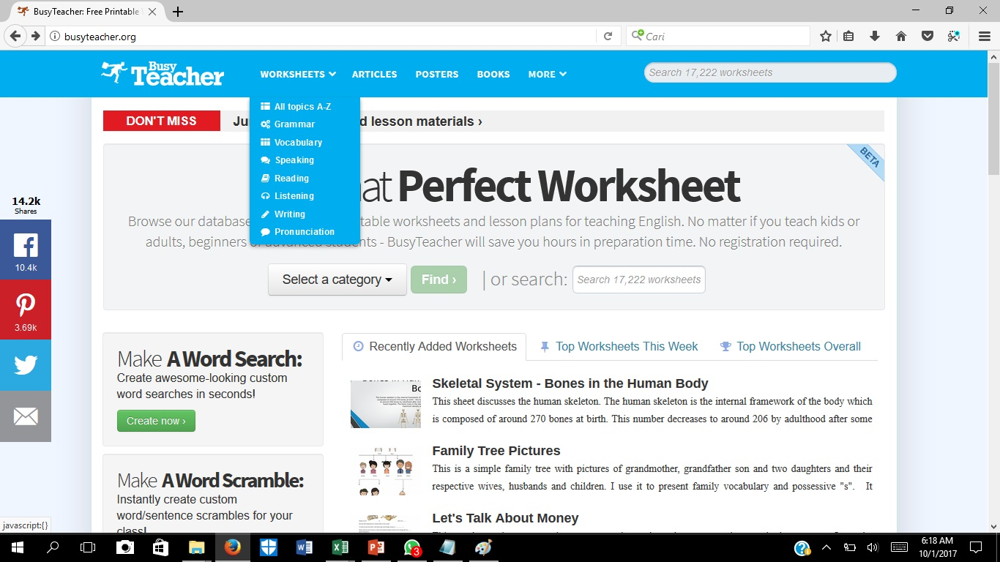 BusyTeacher: Free Printable
busyteacher.org
Cari
Busy
Teacher
WORKSHEETS
ARTICLES
POSTERS
BOOKS
MORE
Search 17,222 worksheets
All topics A-Z
Grammar
Vocabulary
Speaking
Reading
Listening
Writing
Pronunciation
DON'T MISS
Ju d lesson materials ›
BETA
at Perfect Worksheet
Browse our database table worksheets and lesson plans for teaching English. No matter if you teach kids or
adults, beginners or advanced students - BusyTeacher will save you hours in preparation time. No registration required.
Select a category
Find ›
| or search:
Search 17,222 worksheets
14.2k
Shares
10.4k
3.69k
Make A Word Search:
Create awesome-looking custom
word searches in seconds!
Create now ›
Make A Word Scramble:
Instantly create custom
word/sentence scrambles for your
class!
Recently Added Worksheets
Top Worksheets This Week
Top Worksheets Overall
Skeletal System - Bones in the Human Body
This sheet discusses the human skeleton. The human skeleton is the internal framework of the body which
is composed of around 270 bones at birth. This number decreases to around 206 by adulthood after some
Family Tree Pictures
This is a simple family tree with pictures of grandmother, grandfather son and two daughters and their
respective wives, husbands and children. I use it to present family vocabulary and possessive "s". It
Let's Talk About Money
javascript:{}
3
6:18 AM
10/1/2017